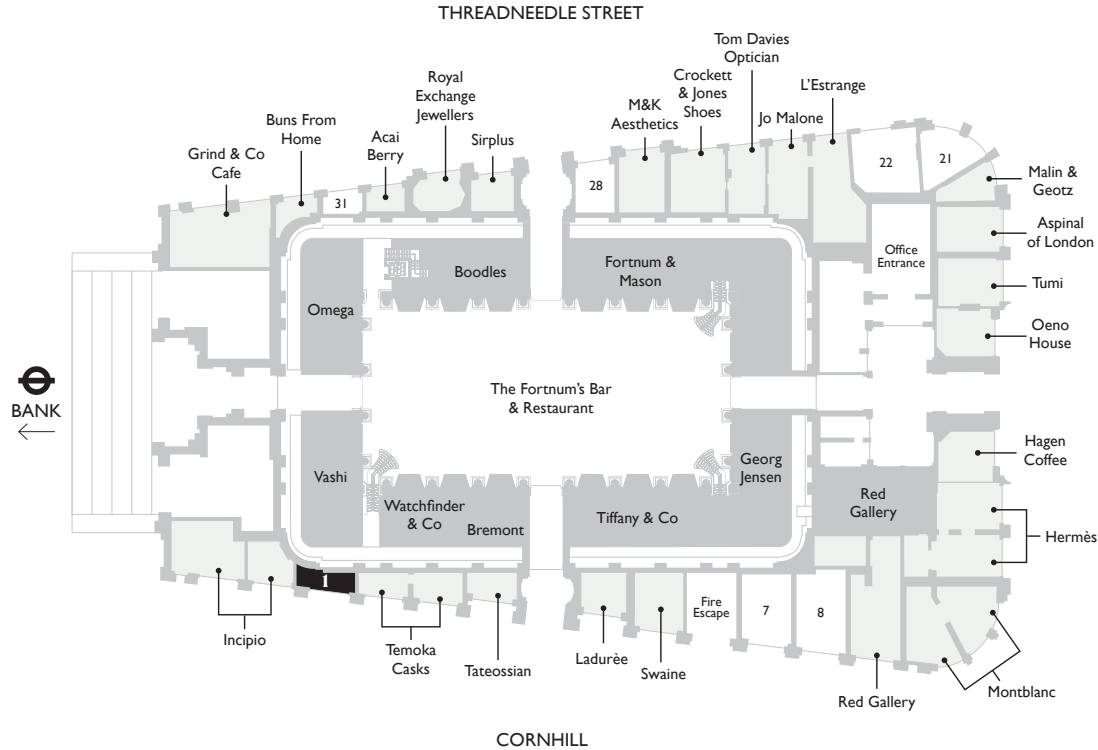 THREADNEEDLE STREET
Tom Davies
Optician
Royal
Exchange
Jewellers
Crockett
& Jones
Shoes
L'Estrange
Buns From
Home
Acai
Berry
Sirplus
M&K
Aesthetics
Jo Malone
Grind & Co
Cafe
31
28
22
21
Malin &
Geotz
Aspinal
of London
Office
Entrance
Boodles
Fortnum &
Mason
Tumi
Omega
Oeno
House
BANK
The Fortnum's Bar
& Restaurant
Hagen
Coffee
Vashi
Georg
Jensen
Watchfinder
& Co
Bremont
Tiffany & Co
Red
Gallery
Hermès
1
Fire
Escape
7
8
Incipio
Temoka
Casks
Tateossian
Ladurèe
Swaine
Red Gallery
Montblanc
CORNHILL